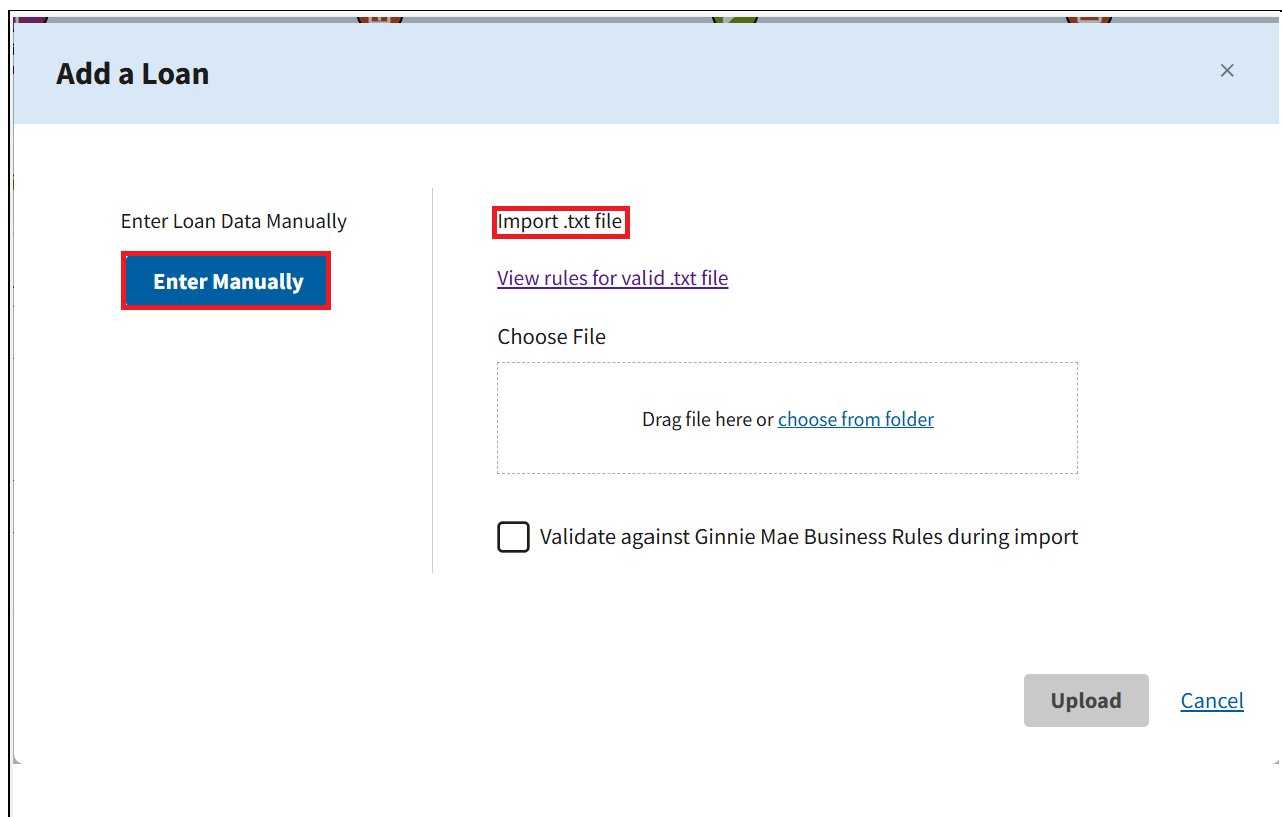 Add a Loan
Enter Loan Data Manually
Enter Manually
Import .txt file
View rules for valid .txt file
Choose File
Drag file here or choose from folder
Validate against Ginnie Mae Business Rules during import
Upload
Cancel